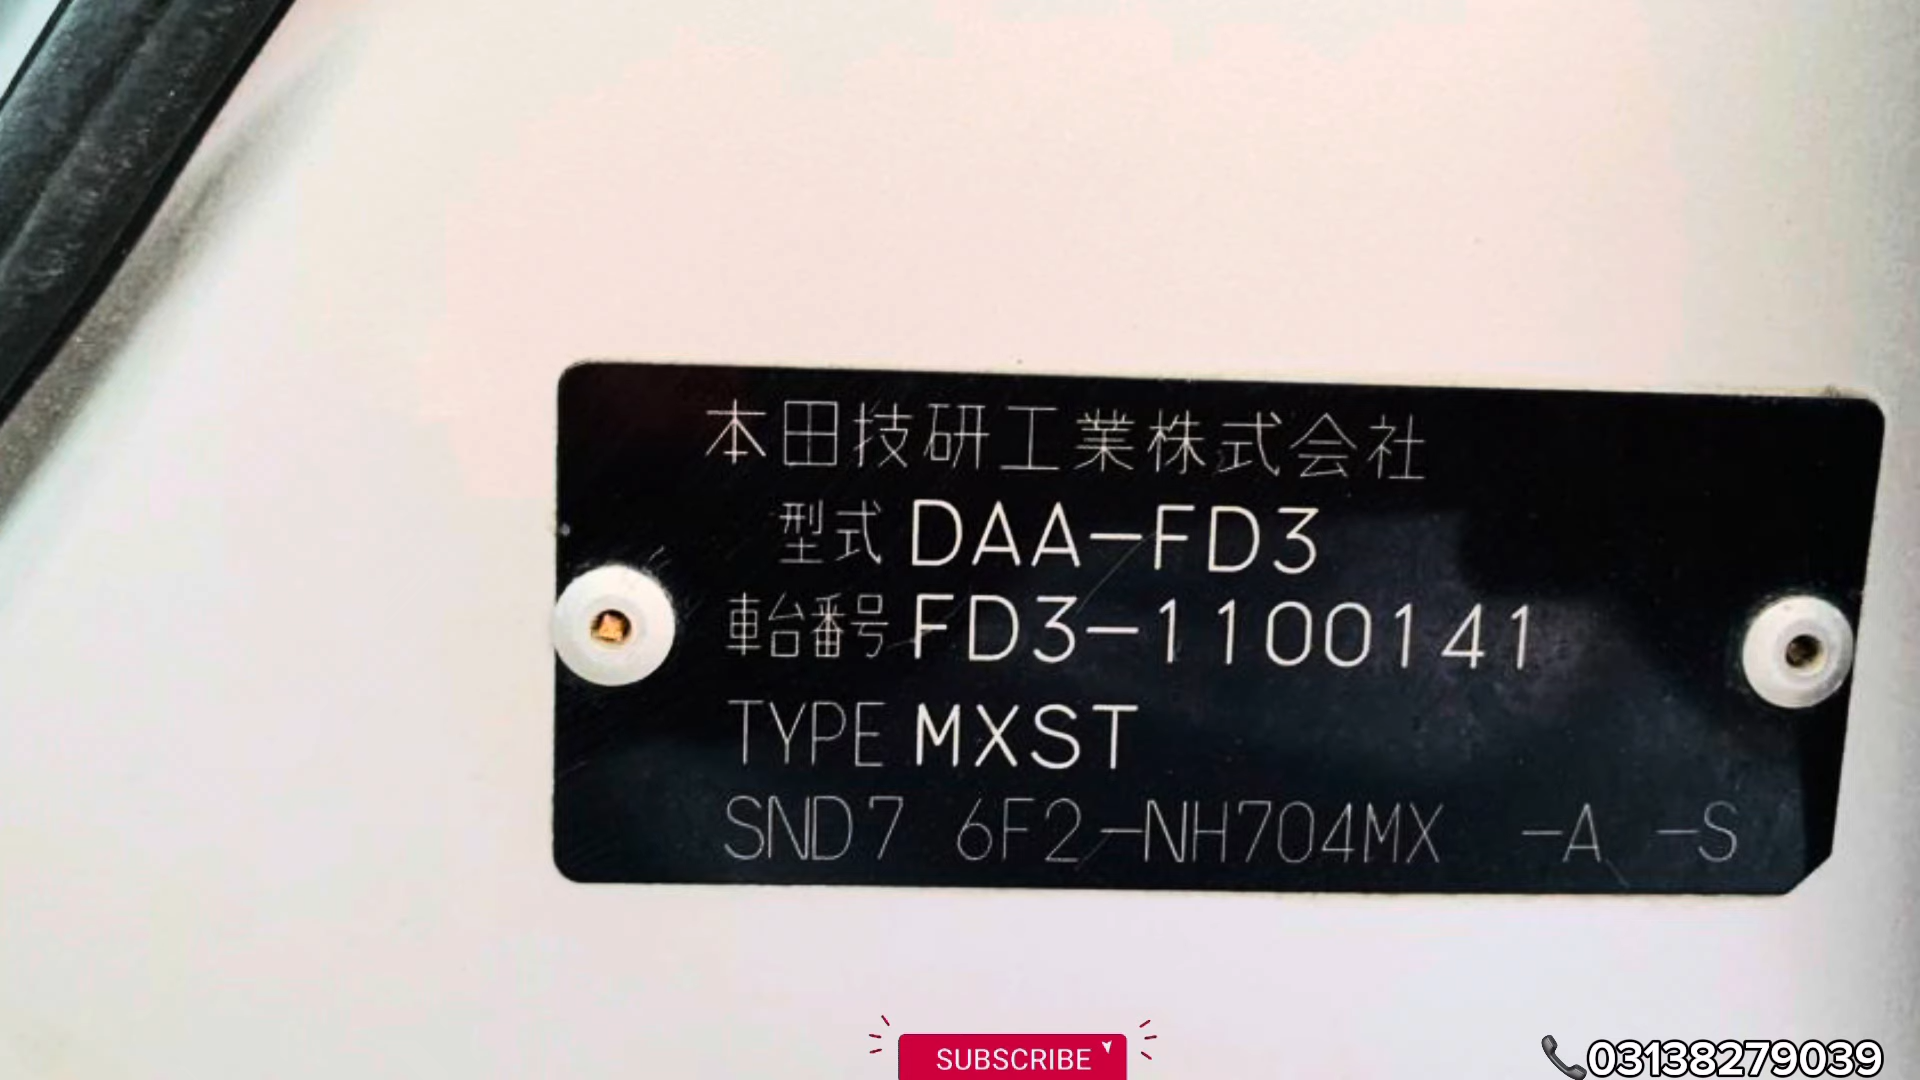 本田技研工業株式会社
型式 DAA-FD3
車台番号 FD3-1100141
TYPE MXST
SND7 6F2-NH704MX -A -S
SUBSCRIBE
03138279039